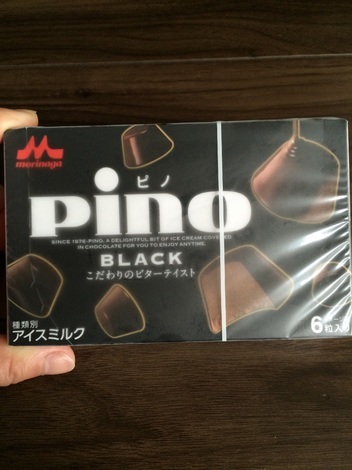 morinaga
ピノ
pino
SINCE 1976-PINO, A DELIGHTFUL BIT OF ICE CREAM COVERED
IN CHOCOLATE FOR YOU TO ENJOY ANYTIME.
BLACK
こだわりのビターテイスト
種類別
アイスミルク
6粒入り